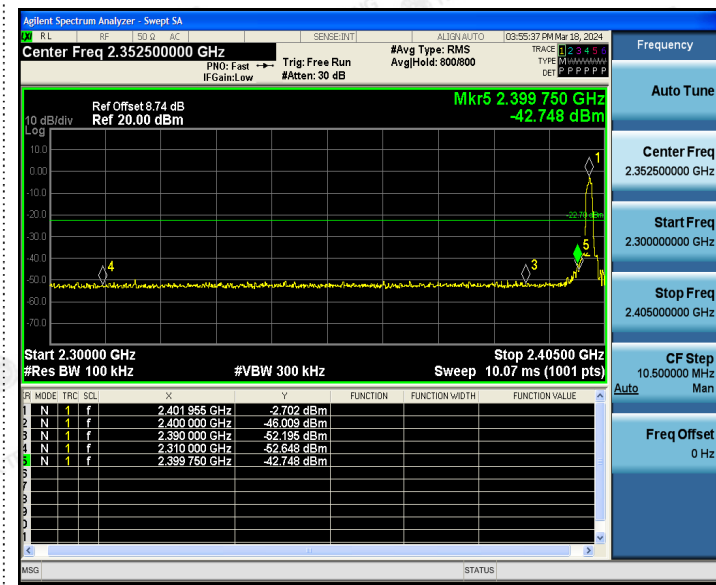 Agilent Spectrum Analyzer - Swept SA
RL RF 50 Ω AC SENSE:INT ALIGN AUTO 03:55:37 PM Mar 18, 2024
Center Freq 2.352500000 GHz
#Avg Type: RMS
TRACE 1 2 3 4 5 6
PNO: Fast Trig: Free Run Avg|Hold: 800/800
TYPE M
IFGain:Low #Atten: 30 dB
DET P P P P P P
Frequency
Auto Tune
Center Freq
2.352500000 GHz
Start Freq
2.300000000 GHz
Stop Freq
2.405000000 GHz
CF Step
10.500000 MHz
Auto Man
Freq Offset
0 Hz
Mkr5 2.399 750 GHz
Ref Offset 8.74 dB
10 dB/div Ref 20.00 dBm
-42.748 dBm
Log
10.0
0.00
-10.0
-20.0
-30.0
-40.0
-50.0
-60.0
-70.0
1
-22.70 dBm
5
4
3
Start 2.30000 GHz Stop 2.40500 GHz
#Res BW 100 kHz #VBW 300 kHz Sweep 10.07 ms (1001 pts)
MODE TRC SCL X Y FUNCTION FUNCTION WIDTH FUNCTION VALUE
1 N 1 f 2.401 955 GHz -2.702 dBm
2 N 1 f 2.400 000 GHz -46.009 dBm
3 N 1 f 2.390 000 GHz -52.195 dBm
4 N 1 f 2.310 000 GHz -52.648 dBm
5 N 1 f 2.399 750 GHz -42.748 dBm
6
7
8
9
MSG STATUS